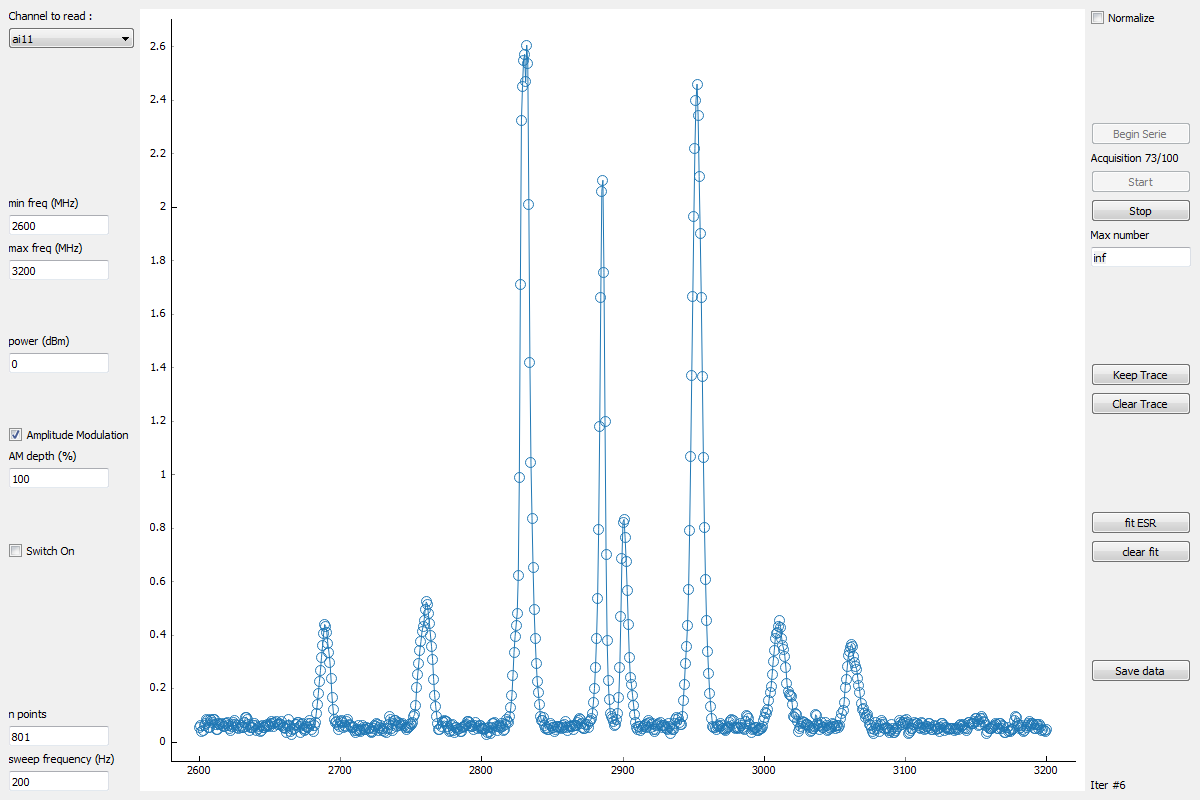 Channel to read :
ai11
min freq (MHz)
2600
max freq (MHz)
3200
power (dBm)
0
Amplitude Modulation
AM depth (%)
100
Switch On
n points
801
sweep frequency (Hz)
200
2.6
2.4
2.2
2
1.8
1.6
1.4
1.2
1
0.8
0.6
0.4
0.2
0
2600 2700 2800 2900 3000 3100 3200
Normalize
Begin Serie
Acquisition 73/100
Start
Stop
Max number
inf
Keep Trace
Clear Trace
fit ESR
clear fit
Save data
Iter #6